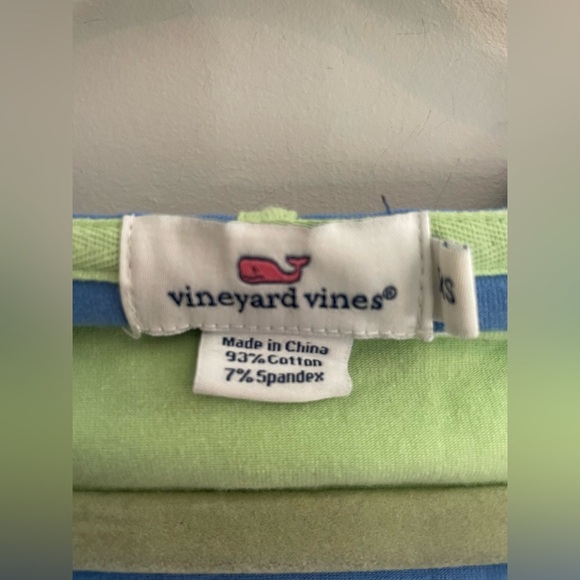 vineyard vines®
XS
Made in China
93% Cotton
7% Spandex